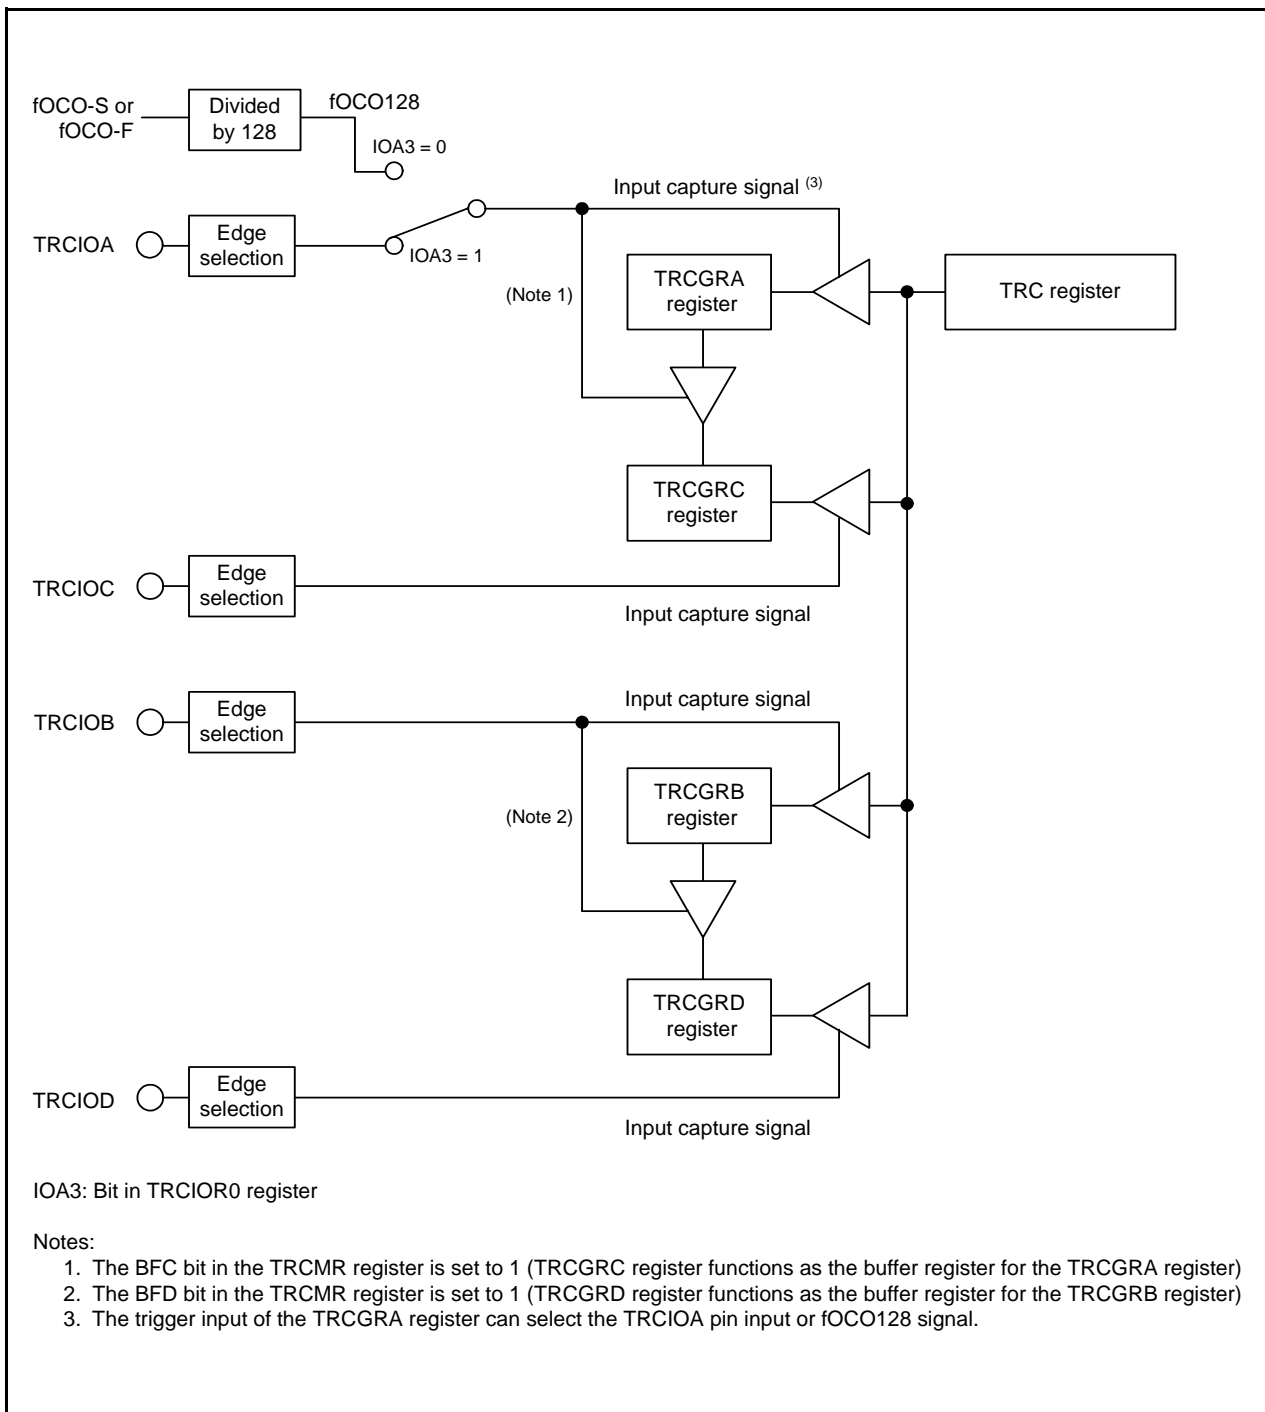 fOCO-S or
fOCO-F
Divided
by 128
fOCO128
IOA3 = 0
Input capture signal (3)
TRCIOA
Edge
selection
IOA3 = 1
(Note 1)
TRCGRA
register
TRC register
TRCGRC
register
TRCIOC
Edge
selection
Input capture signal
TRCIOB
Edge
selection
Input capture signal
(Note 2)
TRCGRB
register
TRCGRD
register
TRCIOD
Edge
selection
Input capture signal
IOA3: Bit in TRCIOR0 register
Notes:
1. The BFC bit in the TRCMR register is set to 1 (TRCGRC register functions as the buffer register for the TRCGRA register)
2. The BFD bit in the TRCMR register is set to 1 (TRCGRD register functions as the buffer register for the TRCGRB register)
3. The trigger input of the TRCGRA register can select the TRCIOA pin input or fOCO128 signal.